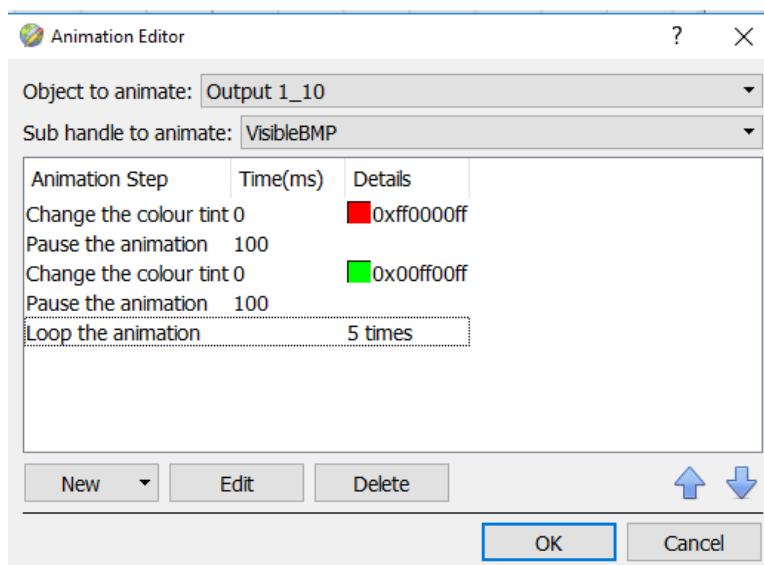 Animation Editor
?
Object to animate: Output 1_10
Sub handle to animate: VisibleBMP
Animation Step Time(ms) Details
Change the colour tint 0 0xff0000ff
Pause the animation 100
Change the colour tint 0 0x00ff00ff
Pause the animation 100
Loop the animation 5 times
New Edit Delete
OK Cancel